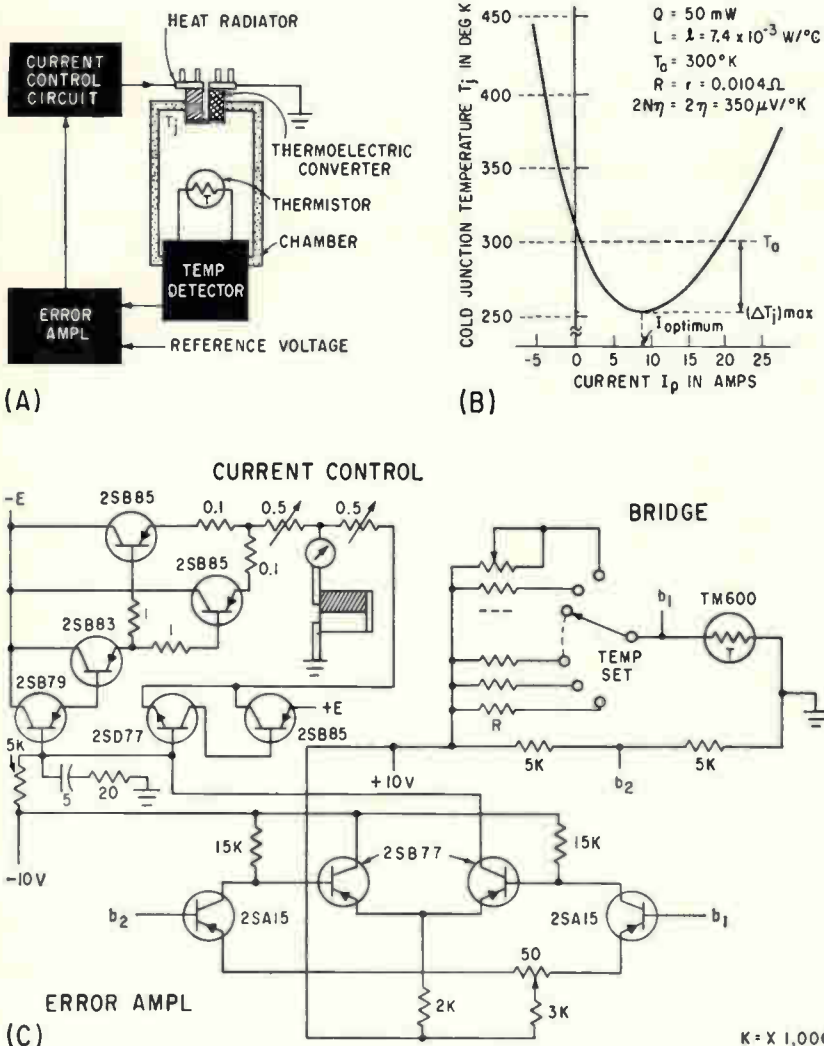 HEAT RADIATOR
CURRENT
CONTROL
CIRCUIT
Tj
THERMOELECTRIC
CONVERTER
THERMISTOR
T
CHAMBER
TEMP
DETECTOR
ERROR
AMPL
REFERENCE VOLTAGE
(A)
COLD JUNCTION TEMPERATURE Tj IN DEG K
450
400
350
300
250
Q = 50 mW
L = l = 7.4 x 10⁻³ W/°C
Ta = 300°K
R = r = 0.0104Ω
2Nη = 2η = 350μV/°K
Ta
(ΔTj)max
Ioptimum
-5 0 5 10 15 20 25
CURRENT Ip IN AMPS
(B)
CURRENT CONTROL
-E
2SB85
0.1
0.5
0.5
2SB85
0.1
1
1
2SB83
2SB79
2SD77
+E
2SB85
5K
5
20
-10V
BRIDGE
b1
TM600
T
TEMP
SET
R
5K
5K
+10V
b2
15K
2SB77
15K
b2
2SA15
2SA15
b1
50
2K
3K
ERROR AMPL
(C)
K = X 1,000